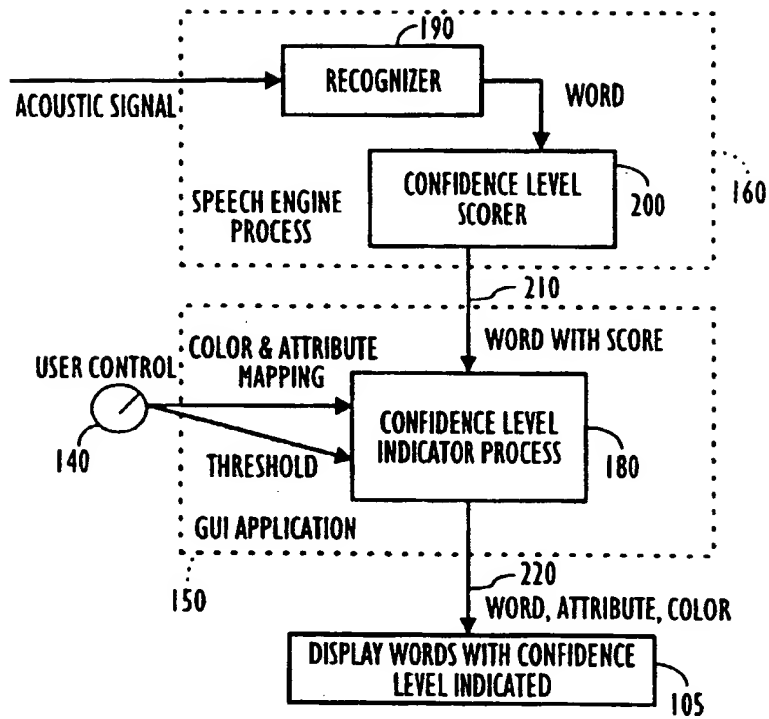 190
RECOGNIZER
ACOUSTIC SIGNAL
WORD
CONFIDENCE LEVEL
SCORER
200
160
SPEECH ENGINE
PROCESS
210
WORD WITH SCORE
COLOR & ATTRIBUTE
MAPPING
USER CONTROL
140
THRESHOLD
CONFIDENCE LEVEL
INDICATOR PROCESS
180
GUI APPLICATION
150
220
WORD, ATTRIBUTE, COLOR
DISPLAY WORDS WITH CONFIDENCE
LEVEL INDICATED
105